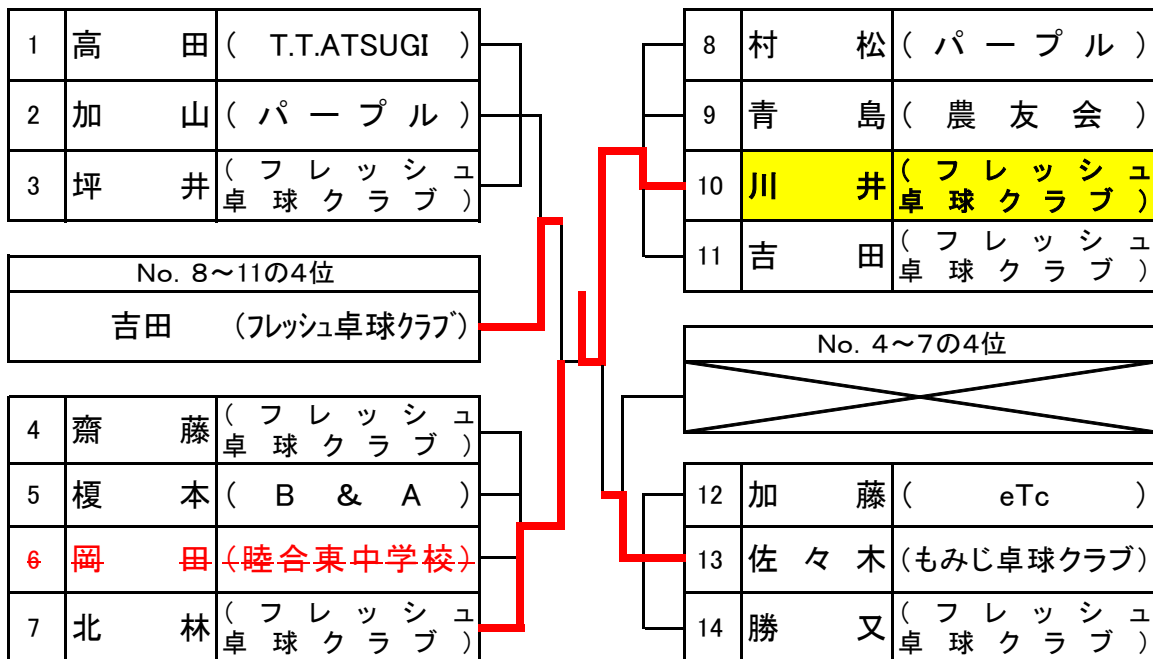 1 高田 (T.T.ATSUGI)
2 加山 (パープル)
3 坪井 (フレッシュ
卓球クラブ)
No. 8～11の4位
吉田 (フレッシュ卓球クラブ)
4 齋藤 (フレッシュ
卓球クラブ)
5 榎本 (B & A)
6 岡田 (睦合東中学校)
7 北林 (フレッシュ
卓球クラブ)
8 村松 (パープル)
9 青島 (農友会)
10 川井 (フレッシュ
卓球クラブ)
11 吉田 (フレッシュ
卓球クラブ)
No. 4～7の4位
12 加藤 (eTc)
13 佐々木 (もみじ卓球クラブ)
14 勝又 (フレッシュ
卓球クラブ)